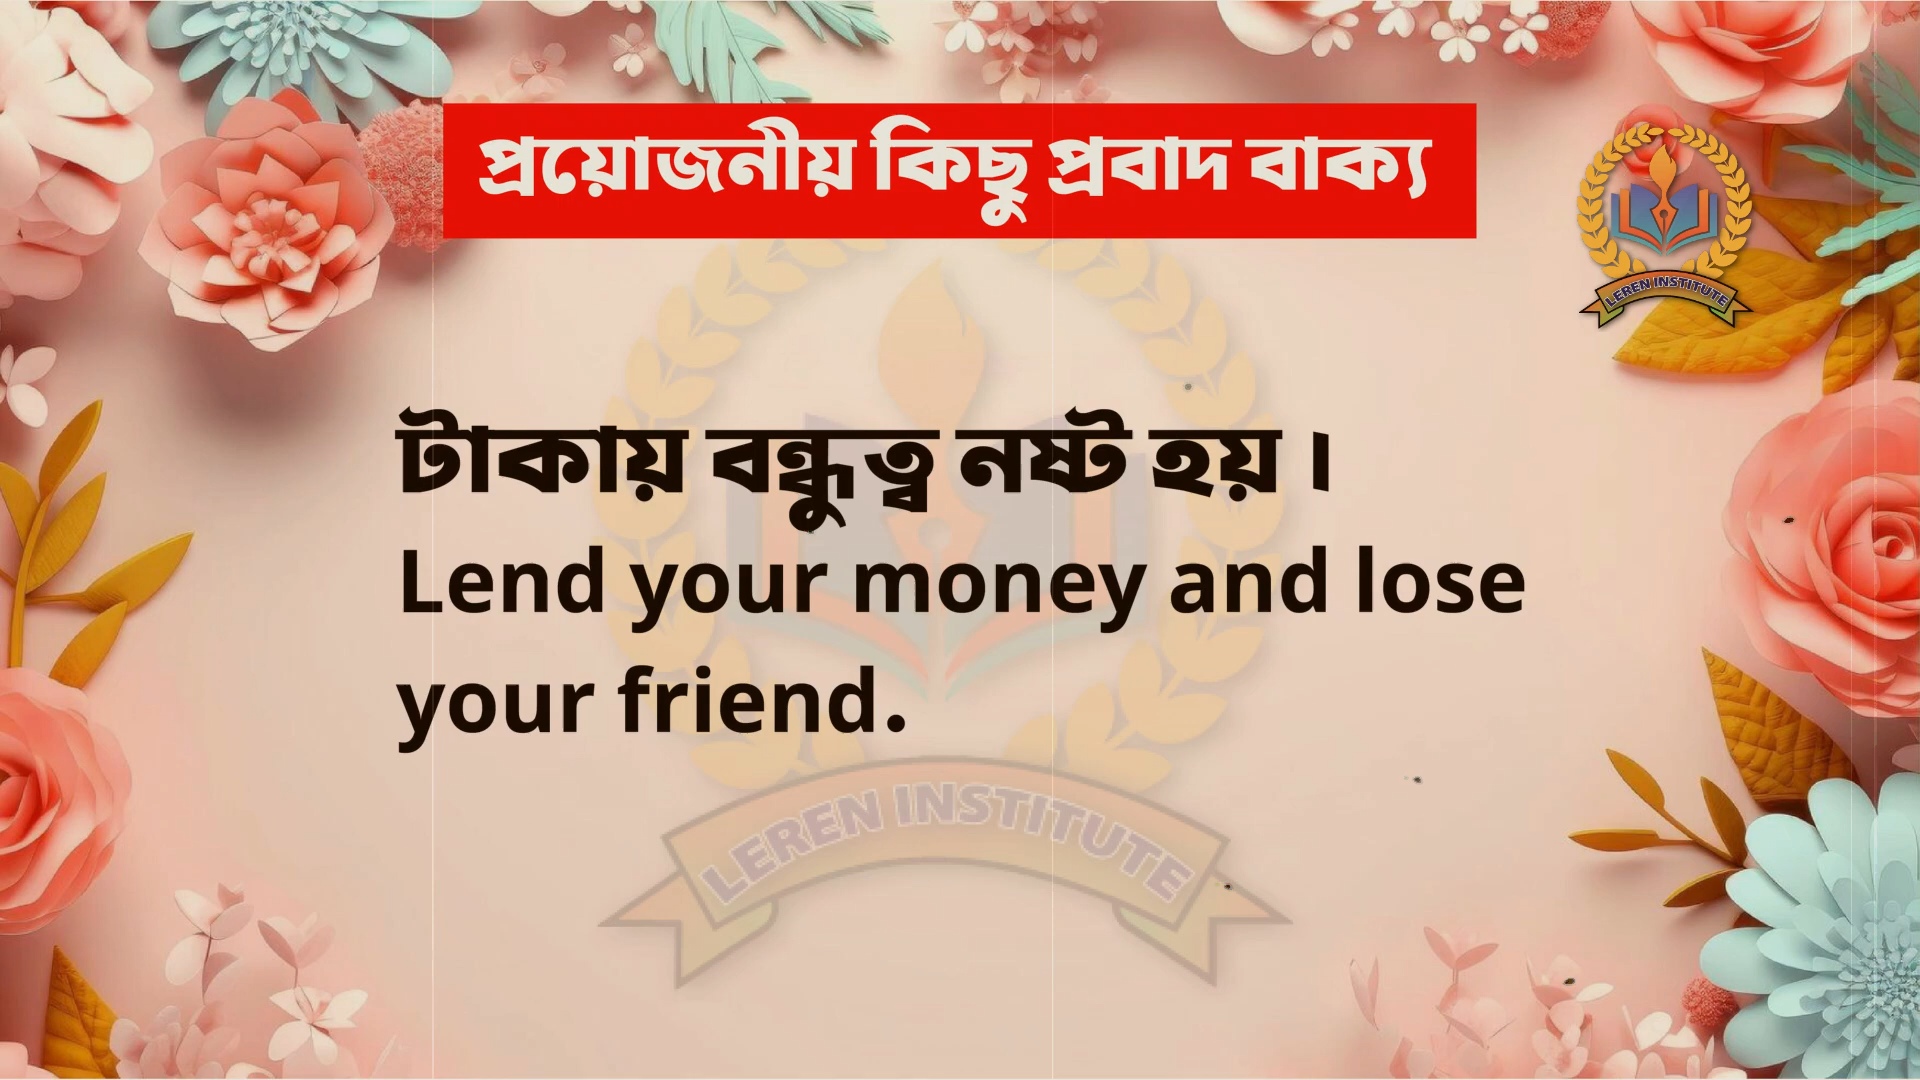 প্রয়োজনীয় কিছু প্রবাদ বাক্য
LEREN INSTITUTE
টাকায় বন্ধুত্ব নষ্ট হয়।
Lend your money and lose
your friend.
LEREN INSTITUTE